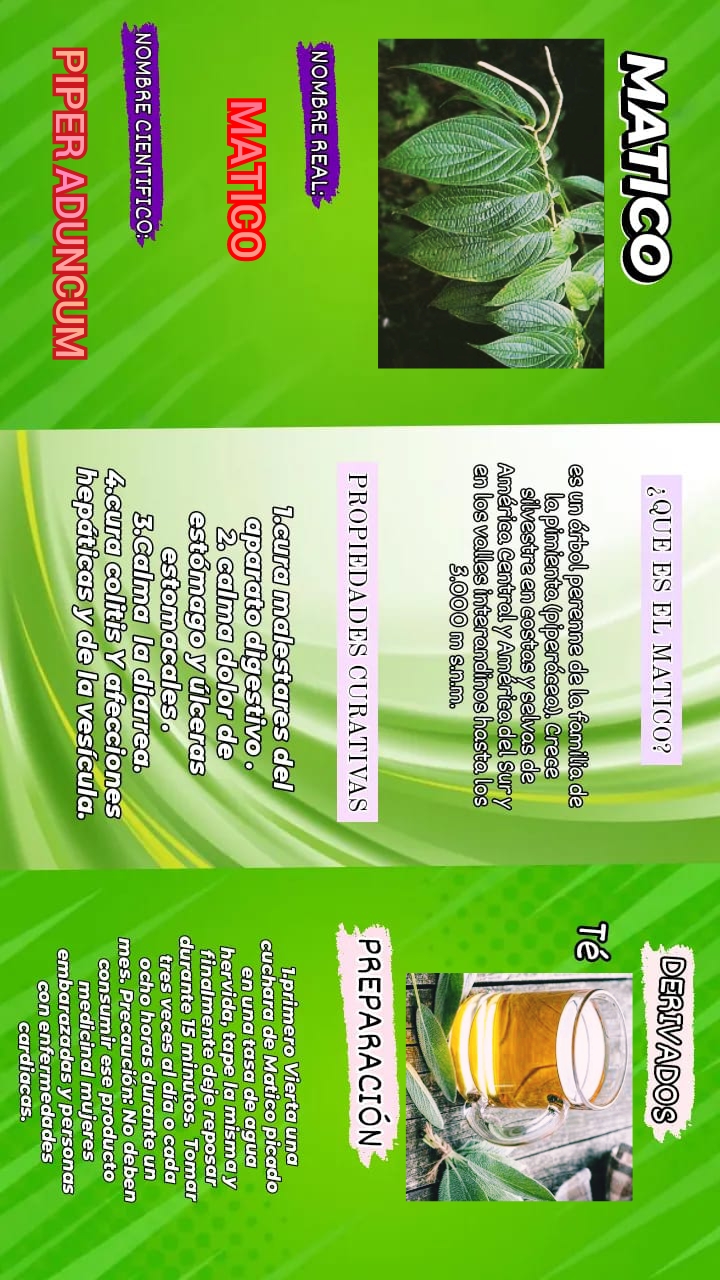 MATICO
NOMBRE REAL:
MATICO
NOMBRE CIENTIFICO:
PIPER ADUNCUM
¿QUE ES EL MATICO?
es un árbol perenne de la familia de
la pimienta (piperácea). Crece
silvestre en costas y selvas de
América Central y América del Sur y
en los valles interandinos hasta los
3.000 m s.n.m.
PROPIEDADES CURATIVAS
1.cura malestares del
aparato digestivo .
2. calma dolor de
estómago y úlceras
estomacales .
3.Calma la diarrea.
4.cura colitis Y afecciones
hepáticas y de la vesícula.
DERIVADOS
Té
PREPARACIÓN
1.primero Vierta una
cuchara de Matico picado
en una tasa de agua
hervida, tape la misma y
finalmente deje reposar
durante 15 minutos. Tomar
tres veces al día o cada
ocho horas durante un
mes. Precaución: No deben
consumir ese producto
medicinal mujeres
embarazadas y personas
con enfermedades
cardiacas.